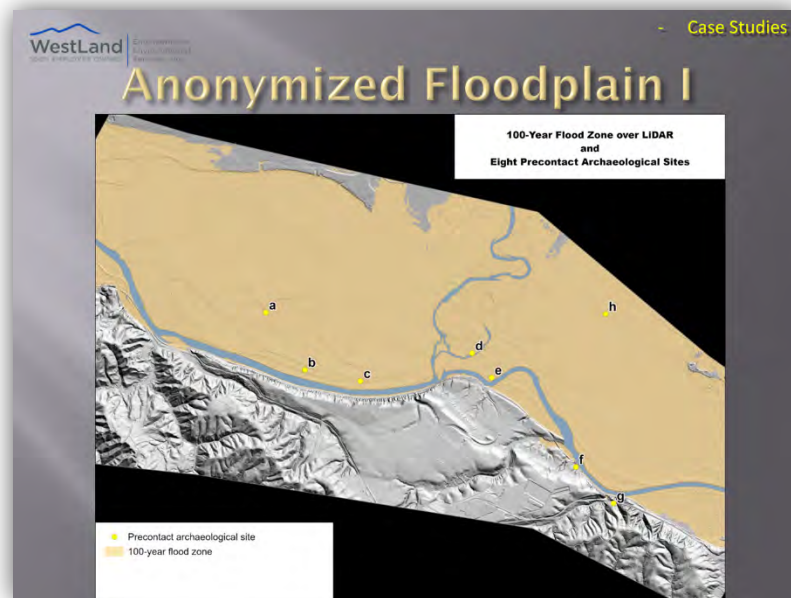 - Case Studies
WestLand
Anonymized Floodplain I
100-Year Flood Zone over LiDAR
and
Eight Precontact Archaeological Sites
a
h
d
b
e
c
f
g
Precontact archaeological site
100-year flood zone